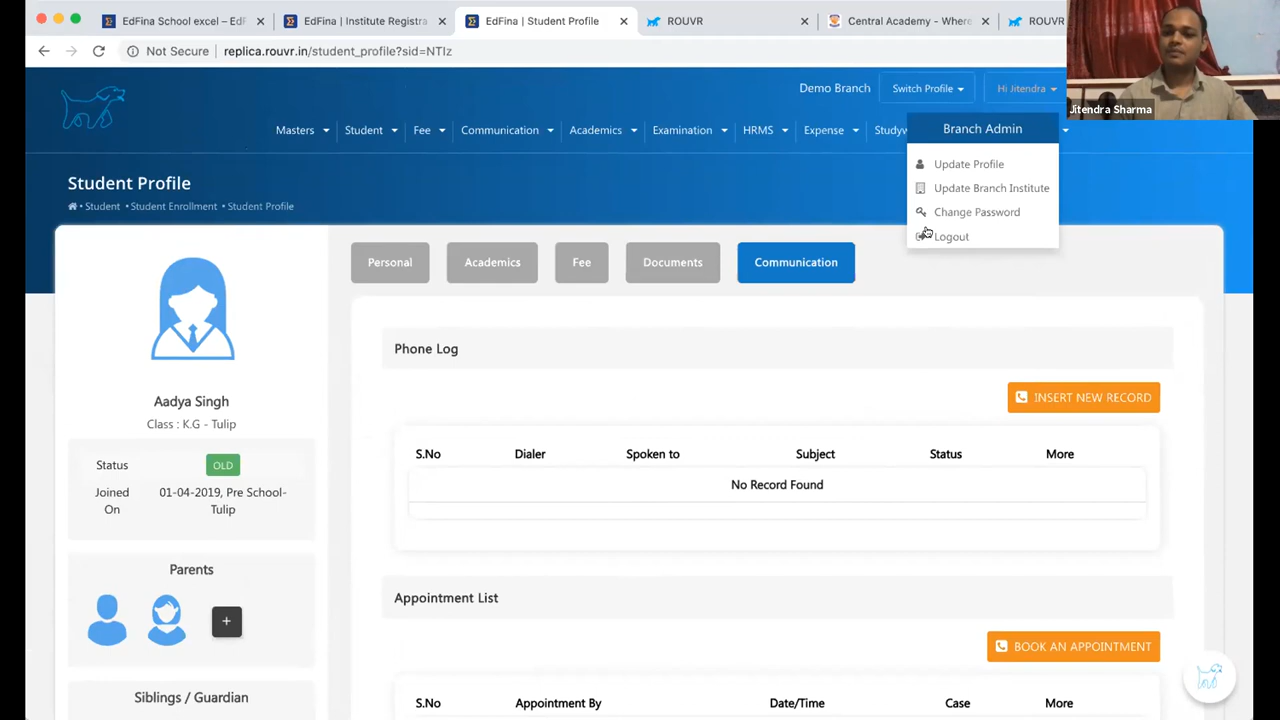 EdFina School excel – EdF
EdFina | Institute Registra
EdFina | Student Profile
ROUVR
Central Academy - Where
ROUVR
Not Secure
replica.rouvr.in/student_profile?sid=NTIz
Jitendra Sharma
Demo Branch
Switch Profile
Hi Jitendra
Masters
Student
Fee
Communication
Academics
Examination
HRMS
Expense
Studyw
Branch Admin
Update Profile
Update Branch Institute
Change Password
Logout
Student Profile
• Student • Student Enrollment • Student Profile
Personal
Academics
Fee
Documents
Communication
Aadya Singh
Class : K.G - Tulip
Status
OLD
Joined On
01-04-2019, Pre School-
Tulip
Parents
+
Siblings / Guardian
Phone Log
INSERT NEW RECORD
S.No Dialer Spoken to Subject Status More
No Record Found
Appointment List
BOOK AN APPOINTMENT
S.No Appointment By Date/Time Case More